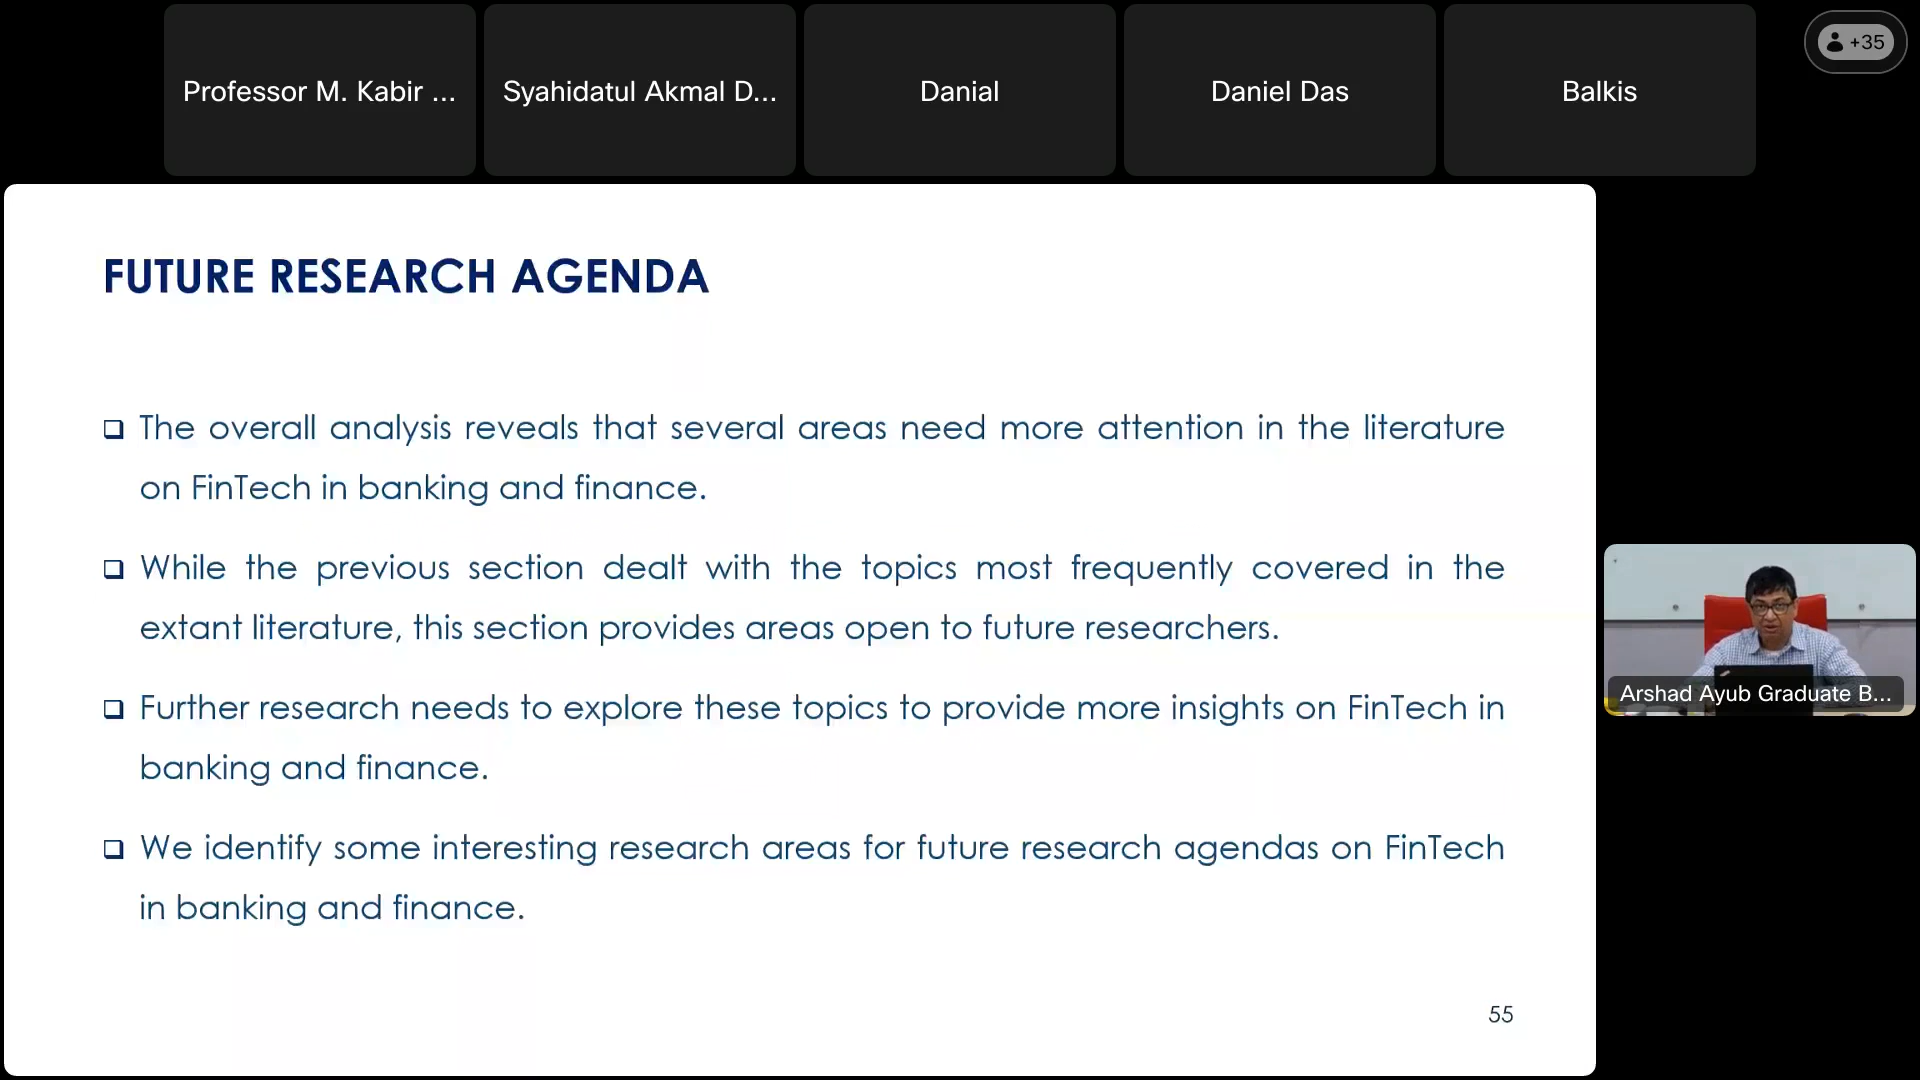 Professor M. Kabir ...
Syahidatul Akmal D...
Danial
Daniel Das
Balkis
+35
FUTURE RESEARCH AGENDA
❑ The overall analysis reveals that several areas need more attention in the literature
on FinTech in banking and finance.
❑ While the previous section dealt with the topics most frequently covered in the
extant literature, this section provides areas open to future researchers.
❑ Further research needs to explore these topics to provide more insights on FinTech in
banking and finance.
❑ We identify some interesting research areas for future research agendas on FinTech
in banking and finance.
55
Arshad Ayub Graduate B...